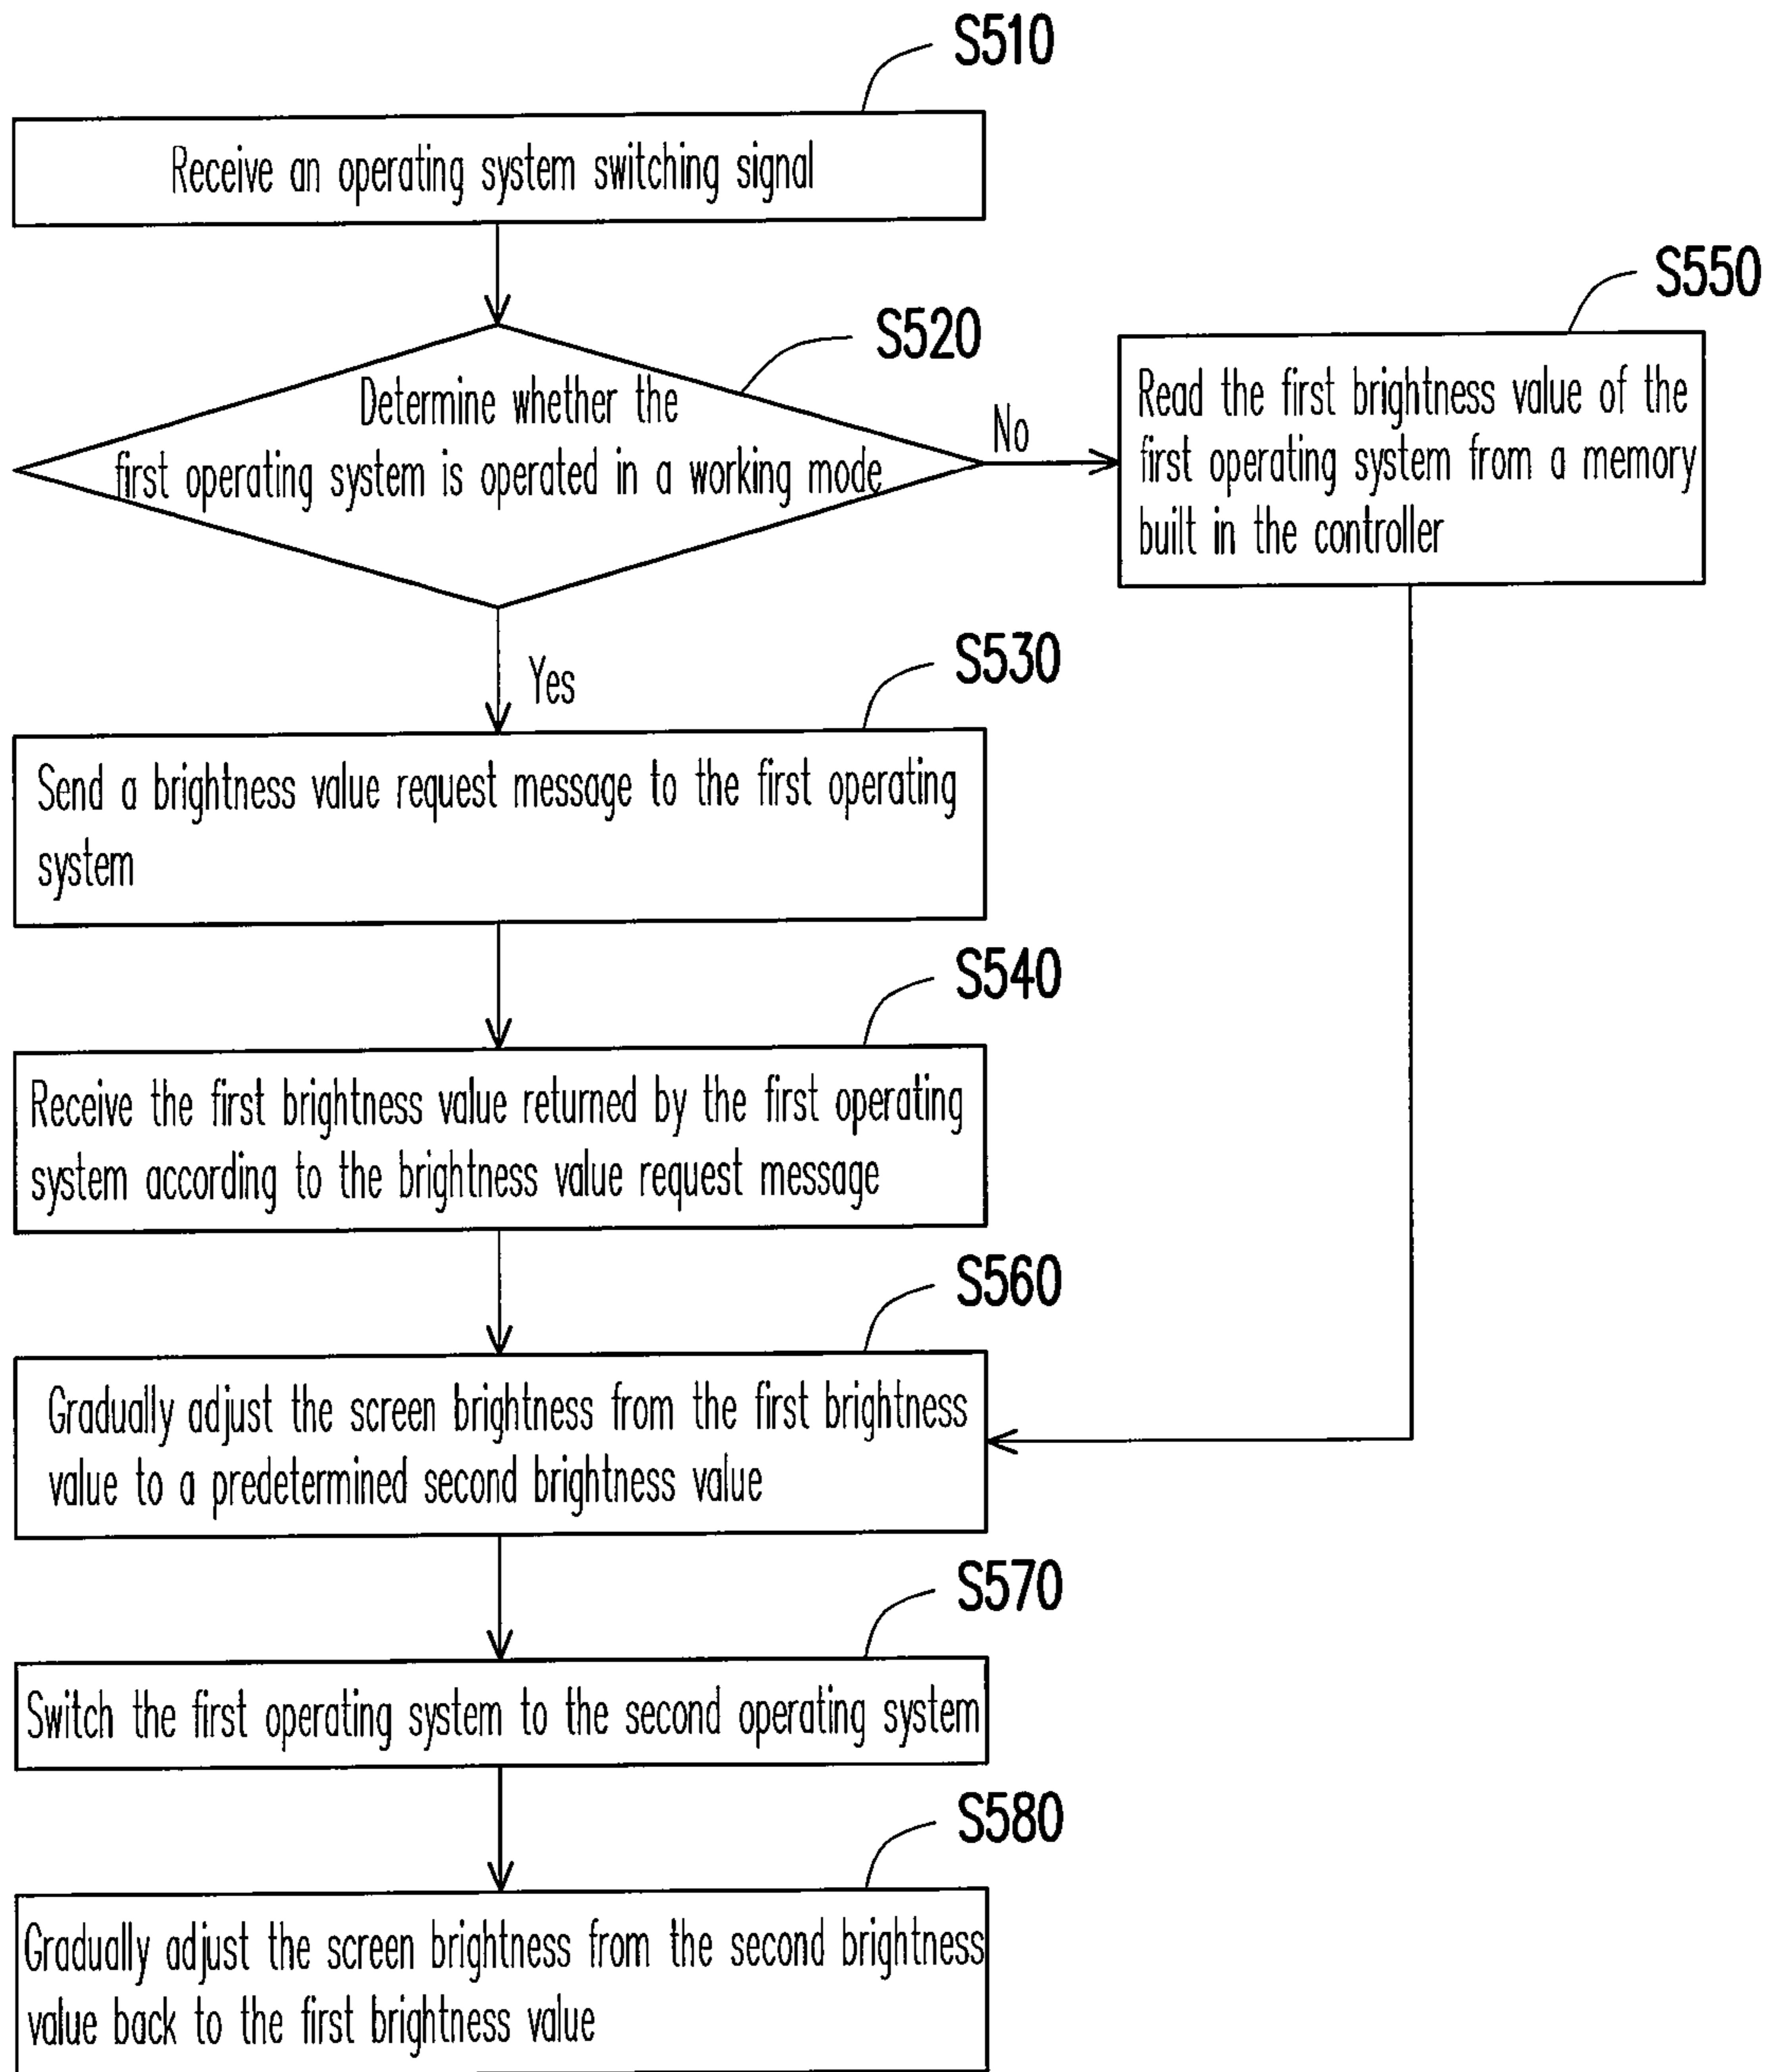 S510
Receive an operating system switching signal
S520
Determine whether the
first operating system is operated in a working mode
No
S550
Read the first brightness value of the
first operating system from a memory
built in the controller
Yes
S530
Send a brightness value request message to the first operating
system
S540
Receive the first brightness value returned by the first operating
system according to the brightness value request message
S560
Gradually adjust the screen brightness from the first brightness
value to a predetermined second brightness value
S570
Switch the first operating system to the second operating system
S580
Gradually adjust the screen brightness from the second brightness
value back to the first brightness value